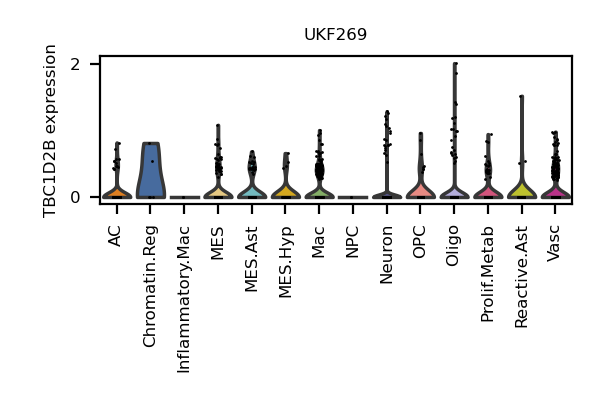 UKF269
TBC1D2B expression
2
0
AC
Chromatin.Reg
Inflammatory.Mac
MES
MES.Ast
MES.Hyp
Mac
NPC
Neuron
OPC
Oligo
Prolif.Metab
Reactive.Ast
Vasc